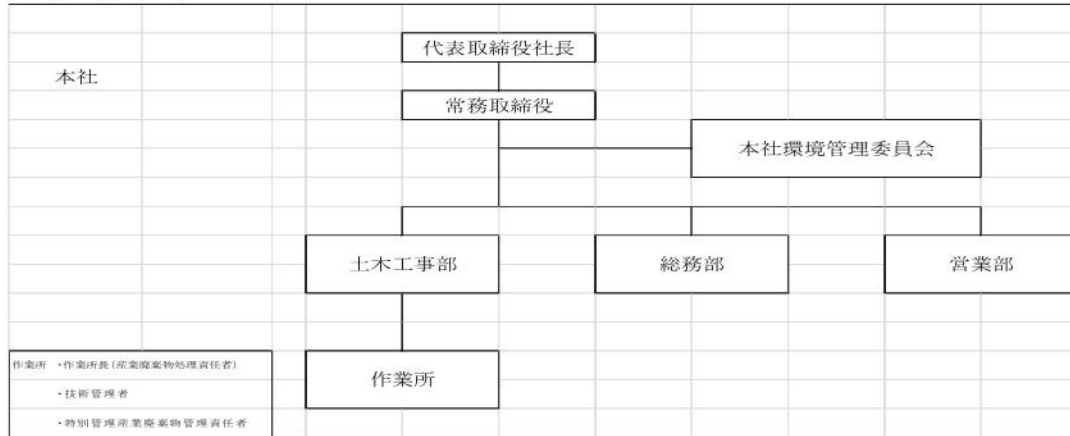 代表取締役社長
本社
常務取締役
本社環境管理委員会
土木工事部
総務部
営業部
作業所 ・作業所長(産業廃棄物処理責任者)
作業所
・技術管理者
・特別管理産業廃棄物管理責任者